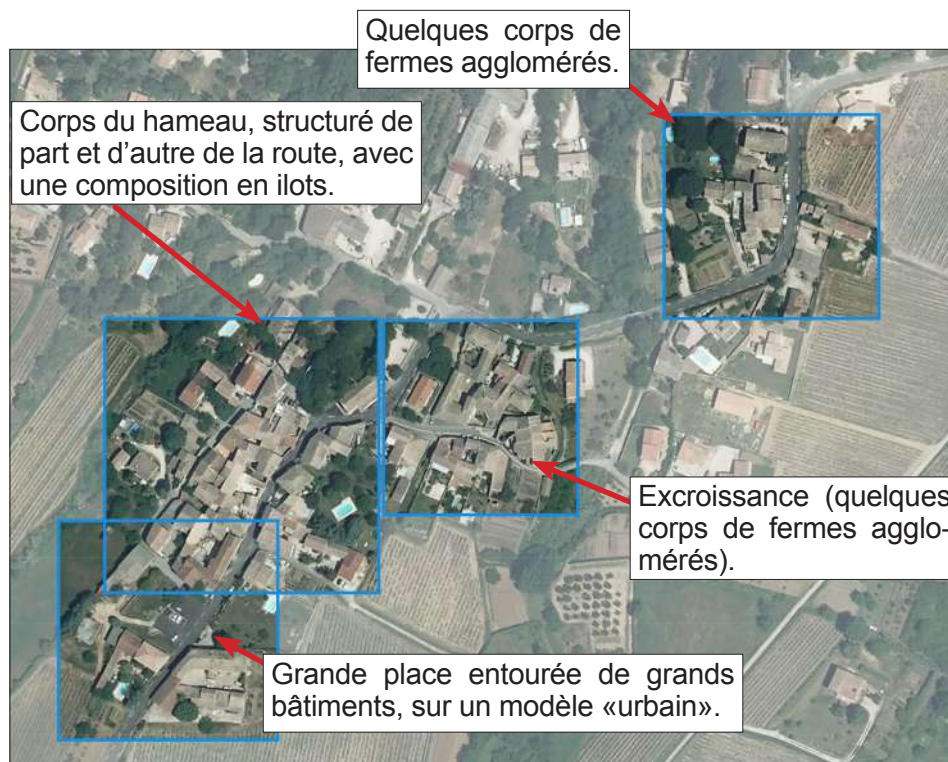 Quelques corps de
fermes agglomérés.
Corps du hameau, structuré de
part et d'autre de la route, avec
une composition en ilots.
Excroissance (quelques
corps de fermes agglo-
mérés).
Grande place entourée de grands
bâtiments, sur un modèle «urbain».